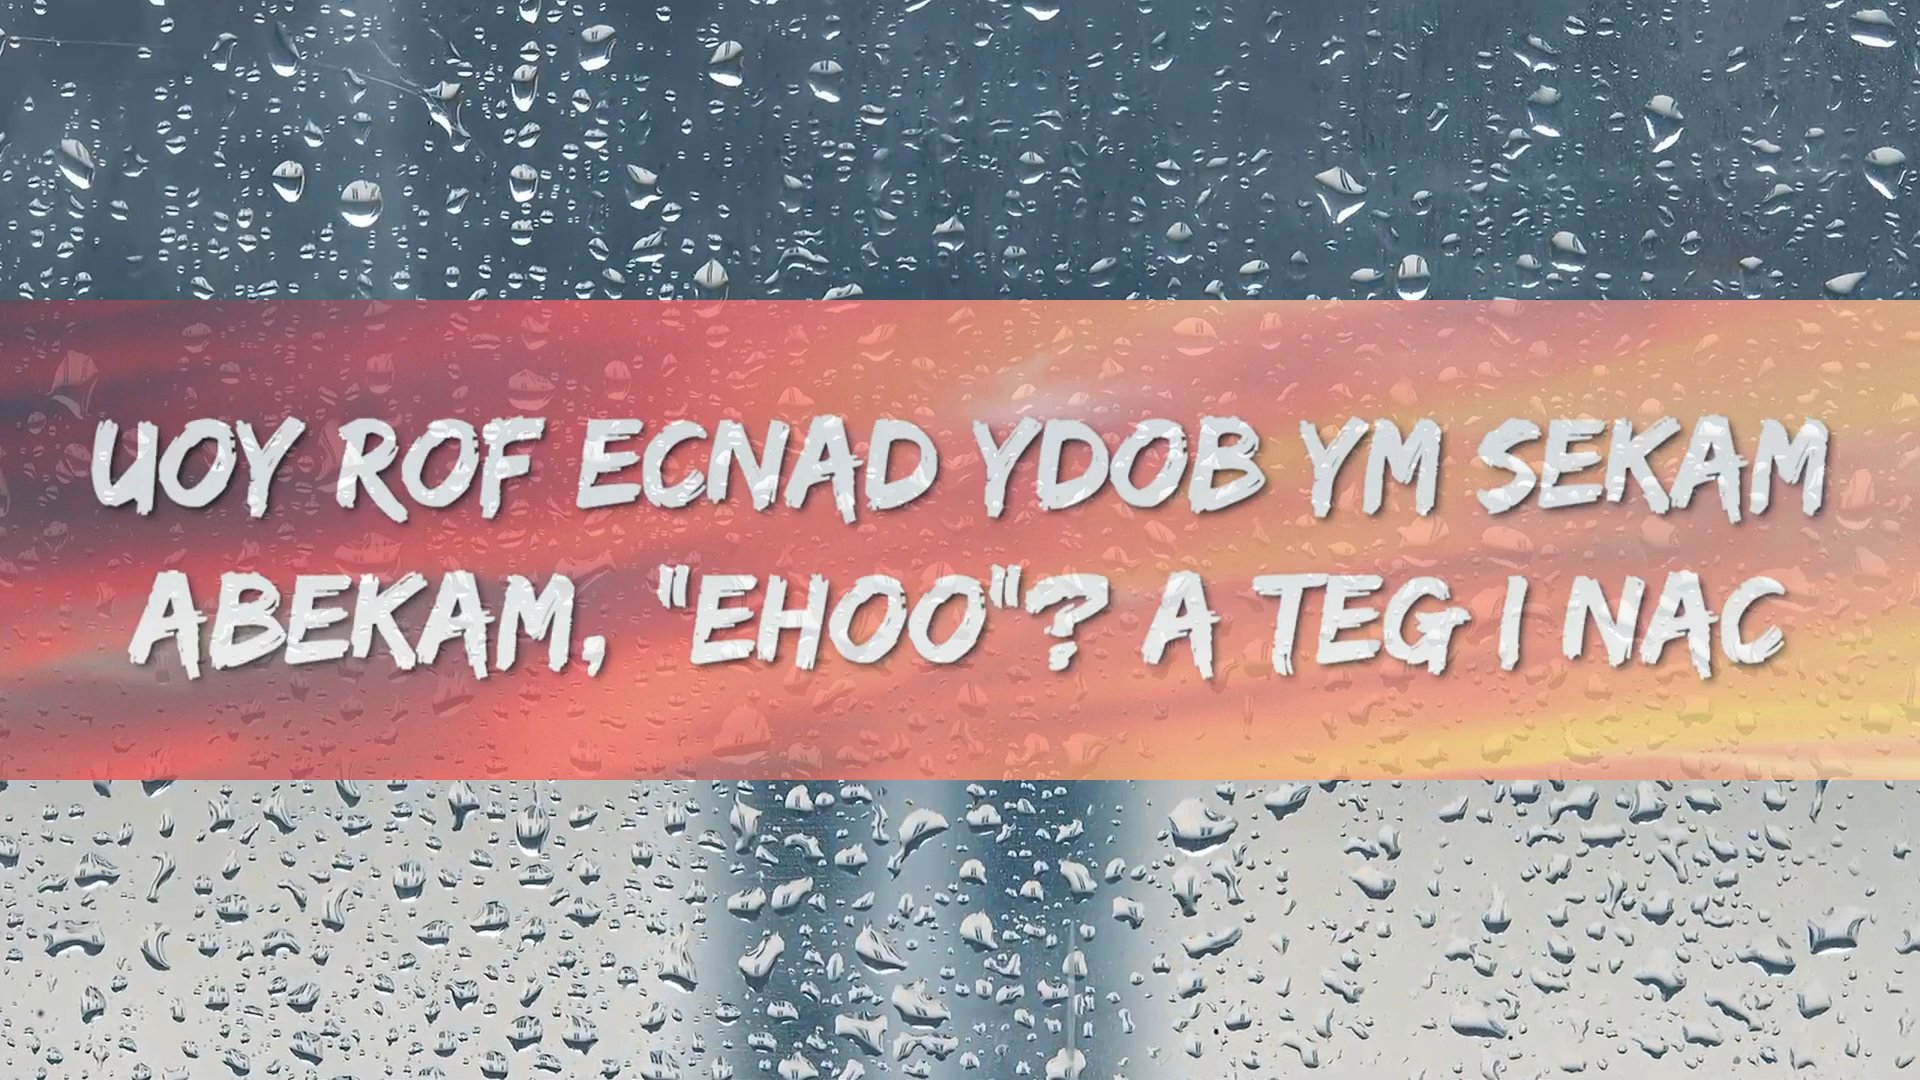 UOY ROF ECNAD YDOB YM SEKAM
ABEKAM, "EHOO"? A TEG I NAC